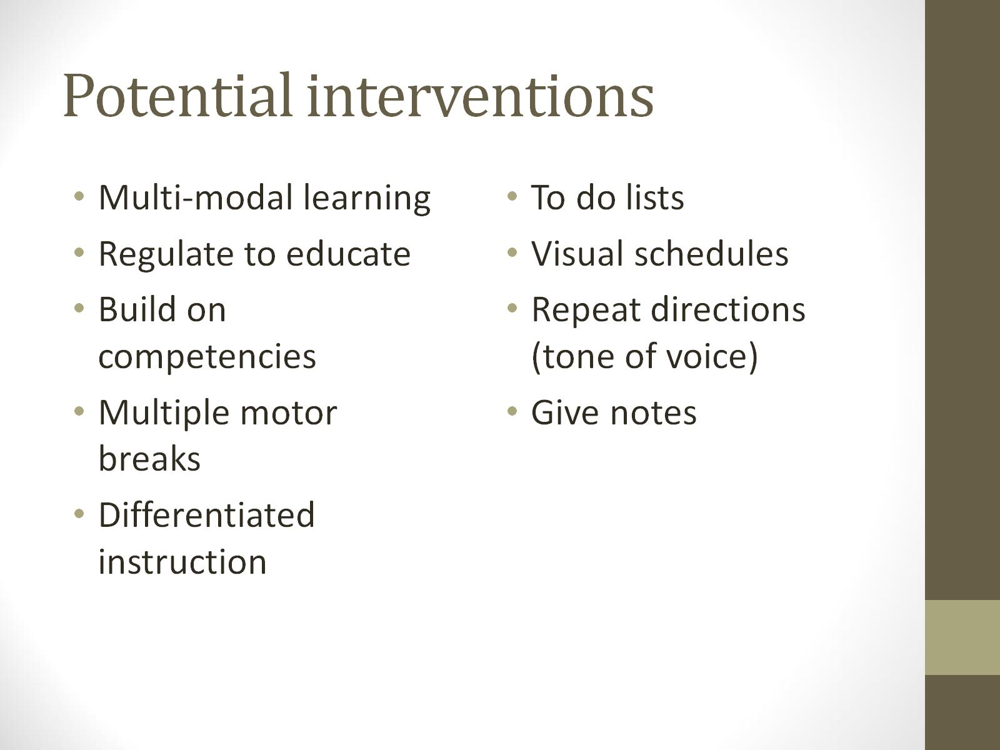 Potential interventions
• Multi-modal learning
• Regulate to educate
• Build on
competencies
• Multiple motor
breaks
• Differentiated
instruction
• To do lists
• Visual schedules
• Repeat directions
(tone of voice)
• Give notes